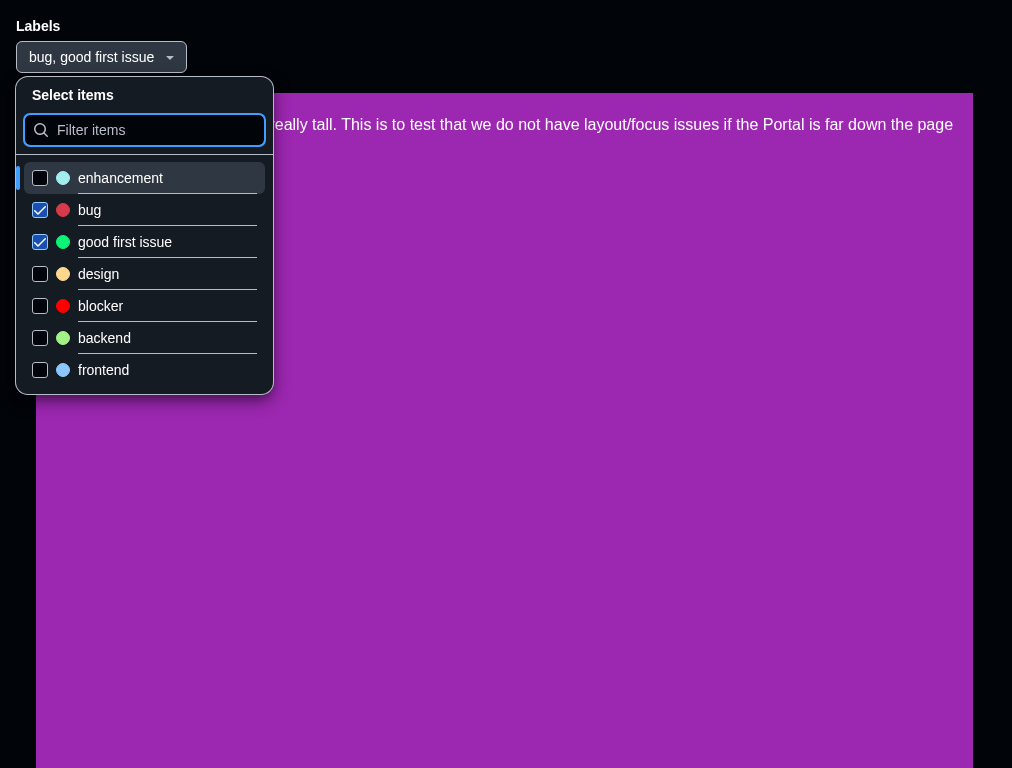 Labels
bug, good first issue
Select items
Filter items
really tall. This is to test that we do not have layout/focus issues if the Portal is far down the page
enhancement
bug
good first issue
design
blocker
backend
frontend